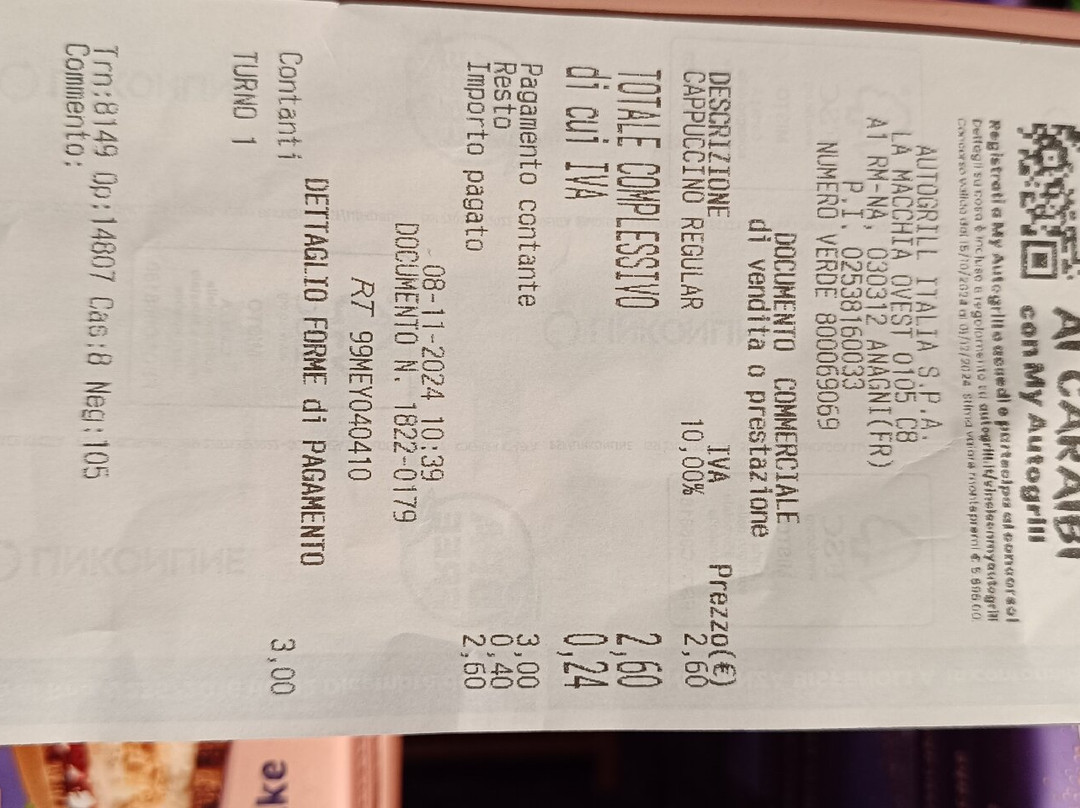 AI CARAIBI
con My Autogrill
Registrati a My Autogrill e accedi e partecipa al concorso!
AUTOGRILL ITALIA S.P.A.
LA MACCHIA OVEST 0105 C8
A1 RM-NA, 030312 ANAGNI(FR)
P.I. 02538160033
NUMERO VERDE 800069069
DOCUMENTO COMMERCIALE
di vendita o prestazione
DESCRIZIONE IVA Prezzo(€)
CAPPUCCINO REGULAR 10,00% 2,60
TOTALE COMPLESSIVO 2,60
di cui IVA 0,24
Pagamento contante 3,00
Resto 0,40
Importo pagato 2,60
08-11-2024 10:39
DOCUMENTO N. 1822-0179
RT 99MEY040410
DETTAGLIO FORME di PAGAMENTO
Contanti 3,00
TURNO 1
Trn:8149 Op:14807 Cas:8 Neg:105
Commento:
ke